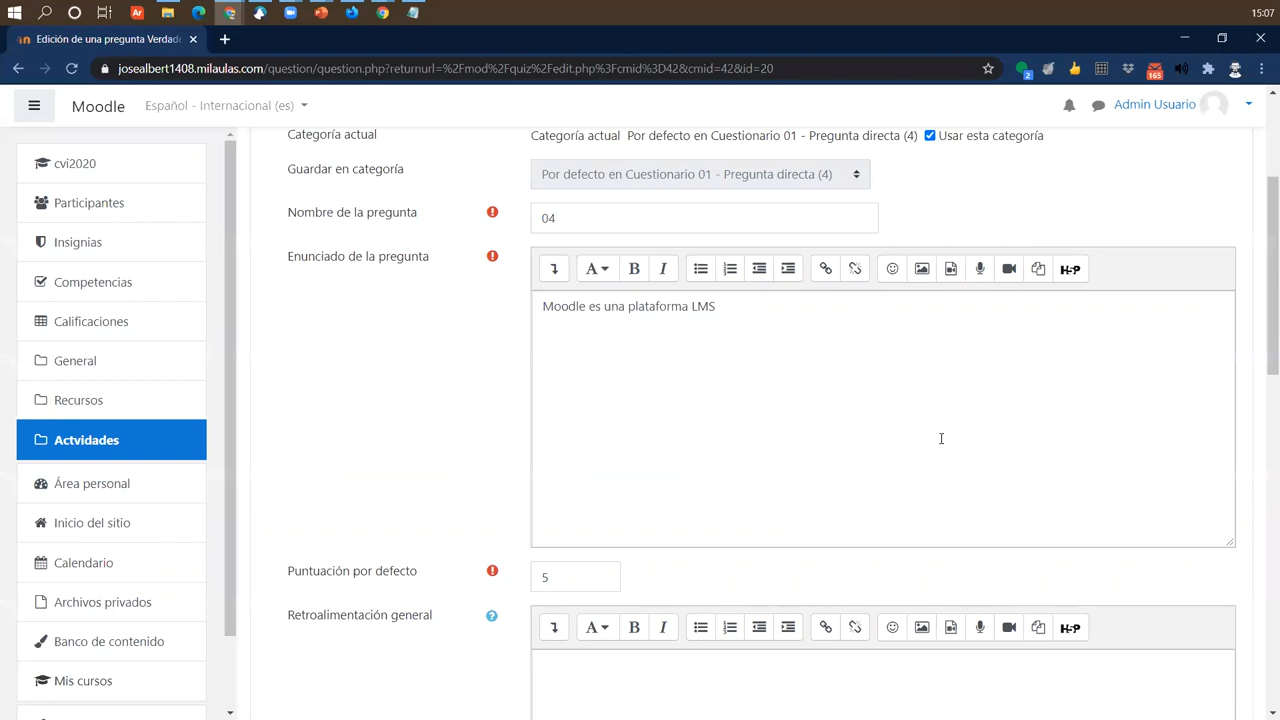 15:07
Edición de una pregunta Verdad
josealbert1408.milaulas.com/question/question.php?returnurl=%2Fmod%2Fquiz%2Fedit.php%3Fcmid%3D42&cmid=42&id=20
2
165
Moodle
Español - Internacional (es)
Admin Usuario
cvi2020
Participantes
Insignias
Competencias
Calificaciones
General
Recursos
Actvidades
Área personal
Inicio del sitio
Calendario
Archivos privados
Banco de contenido
Mis cursos
Categoría actual
Categoría actual Por defecto en Cuestionario 01 - Pregunta directa (4) Usar esta categoría
Guardar en categoría
Por defecto en Cuestionario 01 - Pregunta directa (4)
Nombre de la pregunta
04
Enunciado de la pregunta
A B I
H-P
Moodle es una plataforma LMS
Puntuación por defecto
5
Retroalimentación general
A B I
H-P